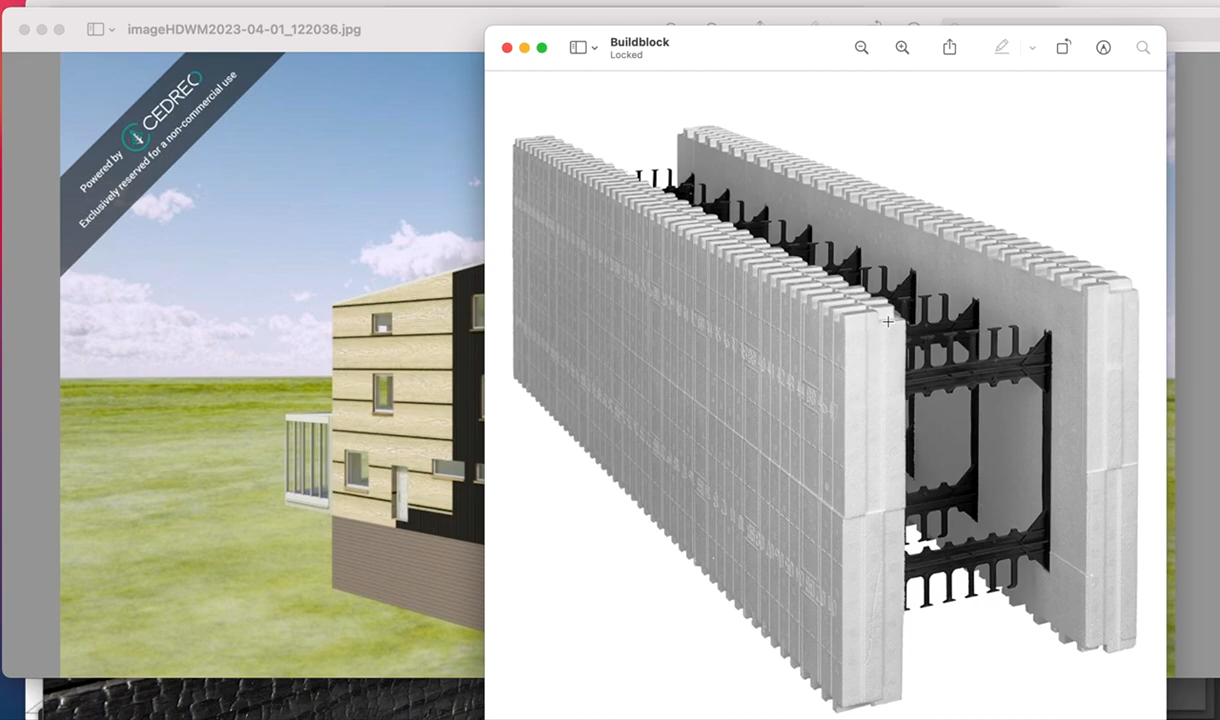 imageHDWM2023-04-01_122036.jpg
Buildblock
Locked
Powered by CEDREO
Exclusively reserved for a non-commercial use